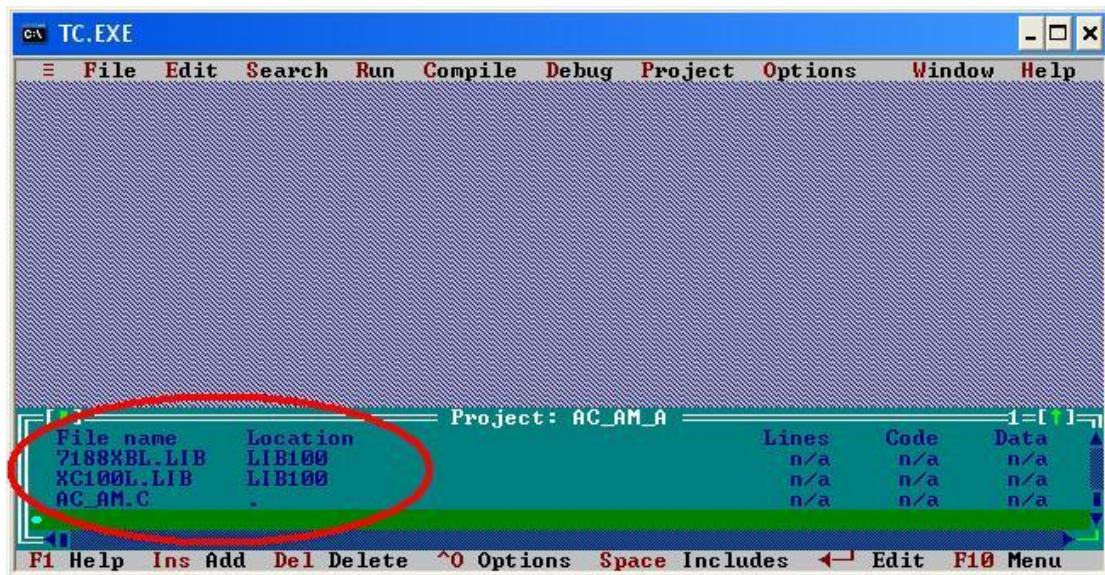 TC.EXE
≡ File Edit Search Run Compile Debug Project Options Window Help
Project: AC_AM_A 1=[↑]
File name Location Lines Code Data
7188XBL.LIB LIB100 n/a n/a n/a
XC100L.LIB LIB100 n/a n/a n/a
AC_AM.C . n/a n/a n/a
F1 Help Ins Add Del Delete ^O Options Space Includes ◄─┘ Edit F10 Menu